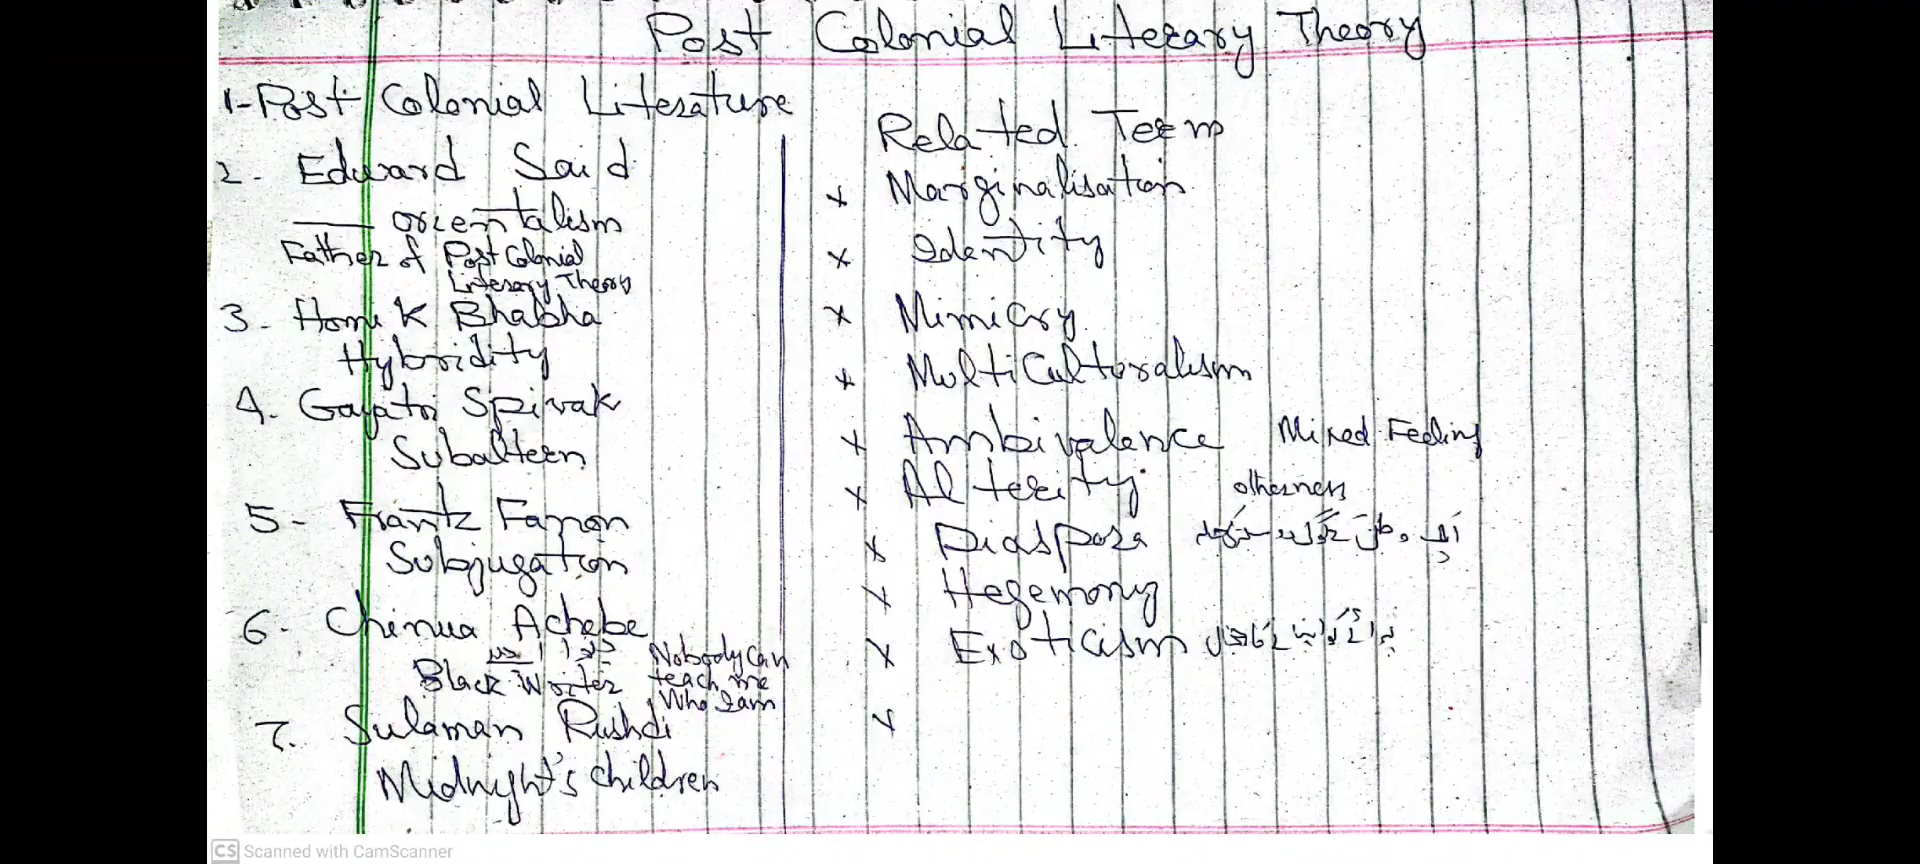 Post Colonial Literary Theory
1- Post Colonial Literature
2- Edward Said
orientalism
Father of Post Colonial
Literary Theory
3- Homi K Bhabha
Hybridity
4- Gayatri Spivak
Subaltern
5- Frantz Fanon
Subjugation
6- Chinua Achebe
Black Writer
Nobody Can
teach me
Who I am
7- Sulaman Rushdi
Midnight's children
Related Term
x Marginalisation
x Identity
x Mimicry
x Multiculturalism
x Ambivalence Mixed Feeling
x Alterity otherness
x Diaspora
x Hegemony
x Exoticism
x
CS Scanned with CamScanner